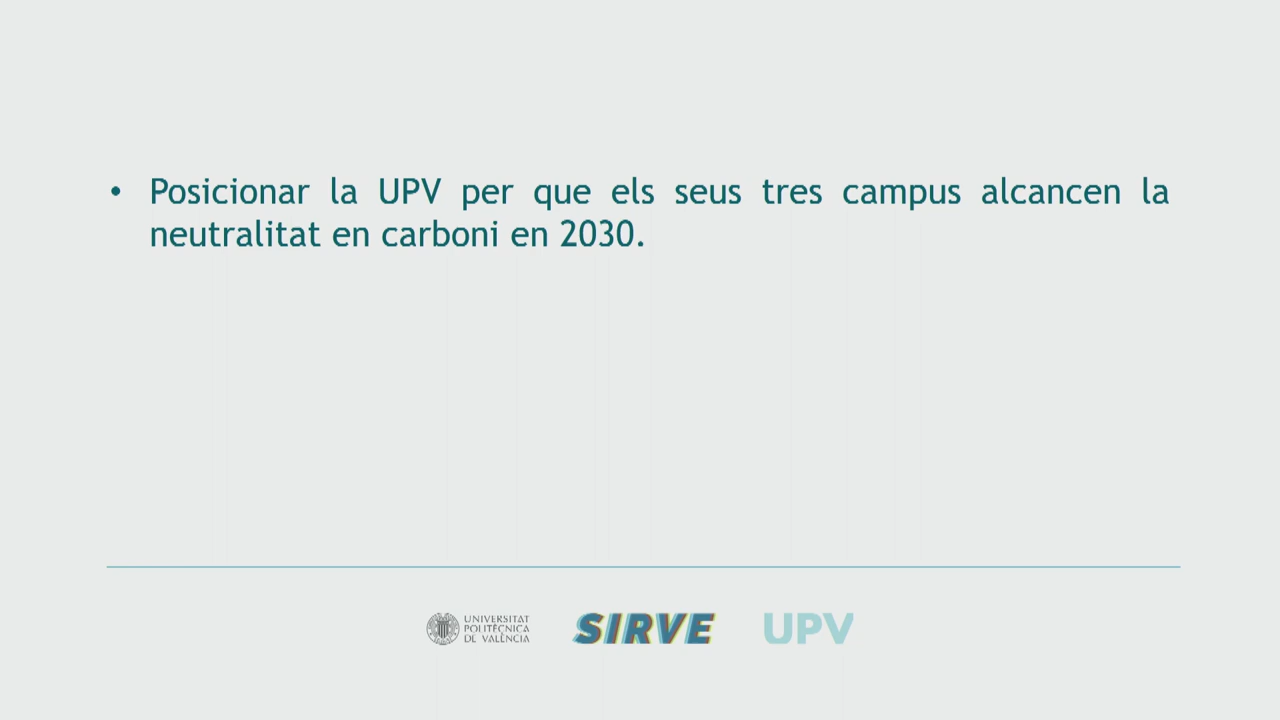 • Posicionar la UPV per que els seus tres campus alcancen la
neutralitat en carboni en 2030.
UNIVERSITAT
POLITÈCNICA
DE VALÈNCIA
SIRVE
UPV